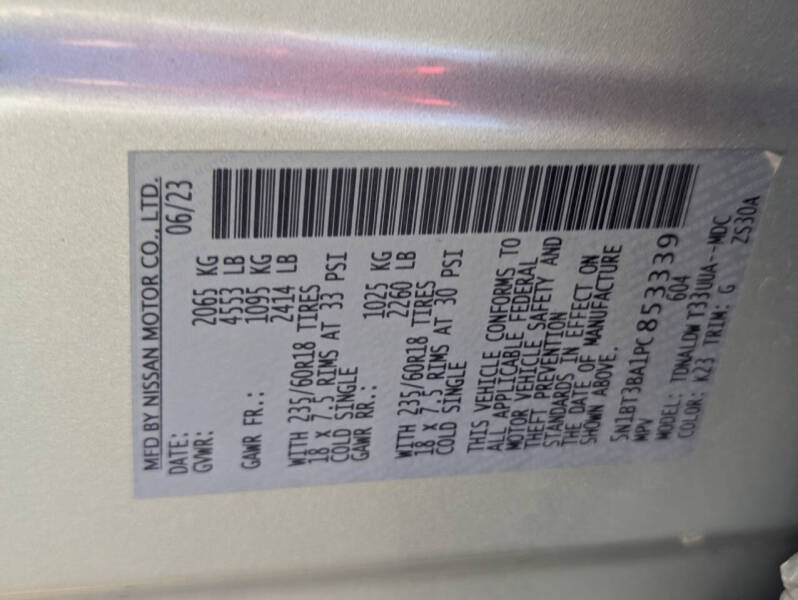 MFD BY NISSAN MOTOR CO., LTD.
DATE: 06/23
GVWR: 2065 KG
4553 LB
GAWR FR.: 1095 KG
2414 LB
WITH 235/60R18 TIRES
18 X 7.5 RIMS AT 33 PSI
COLD SINGLE
GAWR RR.: 1025 KG
2260 LB
WITH 235/60R18 TIRES
18 X 7.5 RIMS AT 30 PSI
COLD SINGLE
THIS VEHICLE CONFORMS TO
ALL APPLICABLE FEDERAL
MOTOR VEHICLE SAFETY AND
THEFT PREVENTION
STANDARDS IN EFFECT ON
THE DATE OF MANUFACTURE
SHOWN ABOVE.
5N1BT3BA1PC853339
MPV 604
MODEL: TDNALDW T33UUA--MDC
COLOR: K23 TRIM: G ZS30A